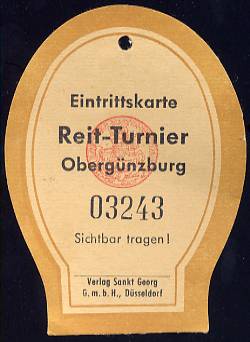 Eintrittskarte
Reit-Turnier
Obergünzburg
03243
Sichtbar tragen!
Verlag Sankt Georg
G. m. b. H., Düsseldorf